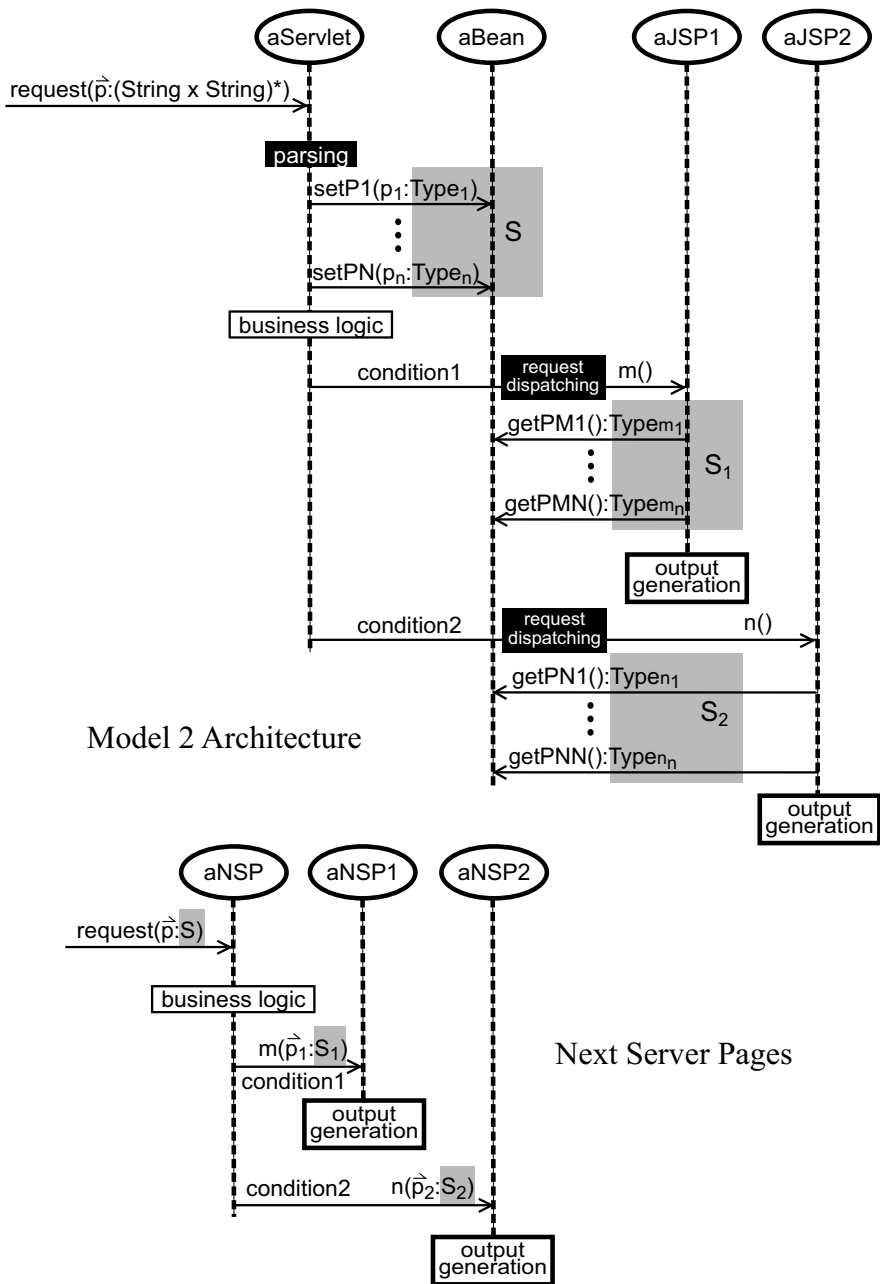 aServlet aBean aJSP1 aJSP2
request(p⃗:(String x String)*)
parsing
setP1(p₁:Type₁)
S
setPN(pₙ:Typeₙ)
business logic
condition1 request dispatching m()
getPM1():Typem₁
S₁
getPMN():Typemₙ
output
generation
condition2 request dispatching n()
getPN1():Typen₁
S₂
Model 2 Architecture
getPNN():Typenₙ
output
generation
aNSP aNSP1 aNSP2
request(p⃗:S)
business logic
m(p⃗₁:S₁)
Next Server Pages
condition1
output
generation
condition2 n(p⃗₂:S₂)
output
generation